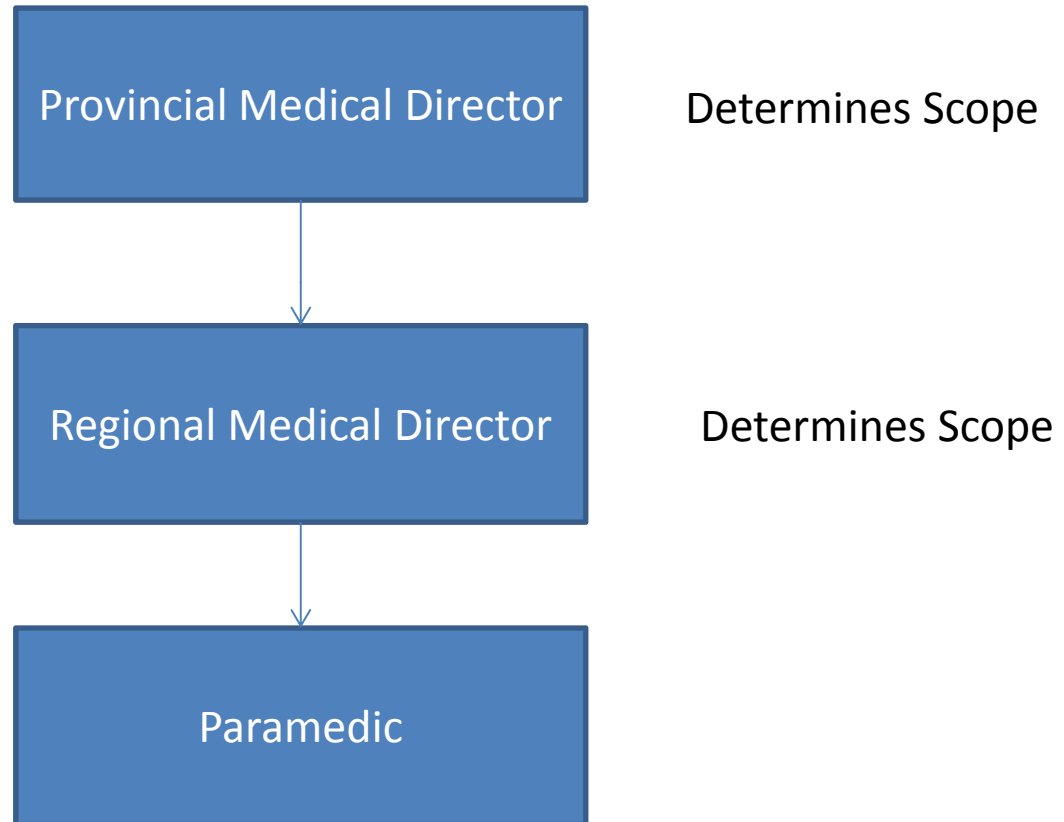 Provincial Medical Director
Determines Scope
Regional Medical Director
Determines Scope
Paramedic